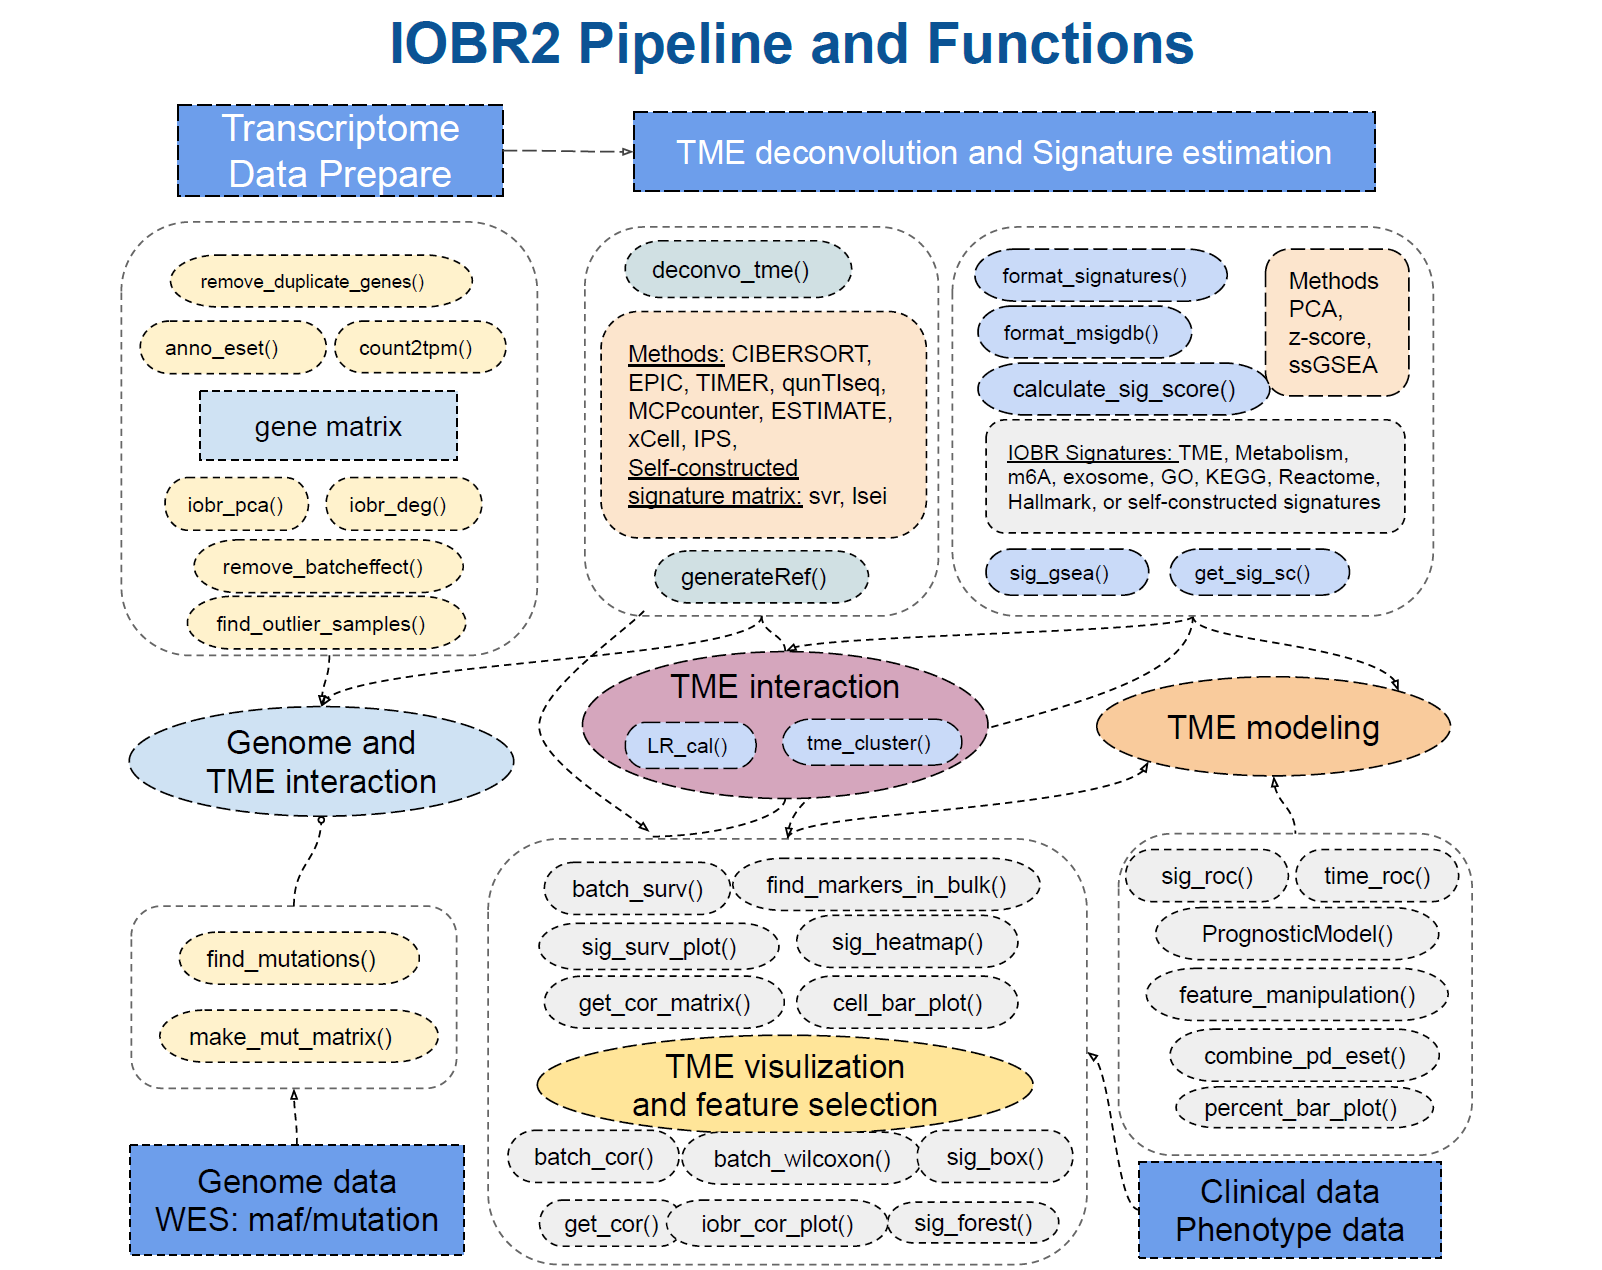 IOBR2 Pipeline and Functions
Transcriptome
Data Prepare
TME deconvolution and Signature estimation
remove_duplicate_genes()
anno_eset()
count2tpm()
gene matrix
iobr_pca()
iobr_deg()
remove_batcheffect()
find_outlier_samples()
deconvo_tme()
Methods: CIBERSORT,
EPIC, TIMER, qunTIseq,
MCPcounter, ESTIMATE,
xCell, IPS,
Self-constructed
signature matrix: svr, lsei
generateRef()
format_signatures()
format_msigdb()
calculate_sig_score()
Methods
PCA,
z-score,
ssGSEA
IOBR Signatures: TME, Metabolism,
m6A, exosome, GO, KEGG, Reactome,
Hallmark, or self-constructed signatures
sig_gsea()
get_sig_sc()
Genome and
TME interaction
TME interaction
LR_cal()
tme_cluster()
TME modeling
find_mutations()
make_mut_matrix()
Genome data
WES: maf/mutation
batch_surv()
find_markers_in_bulk()
sig_surv_plot()
sig_heatmap()
get_cor_matrix()
cell_bar_plot()
TME visulization
and feature selection
batch_cor()
batch_wilcoxon()
sig_box()
get_cor()
iobr_cor_plot()
sig_forest()
sig_roc()
time_roc()
PrognosticModel()
feature_manipulation()
combine_pd_eset()
percent_bar_plot()
Clinical data
Phenotype data